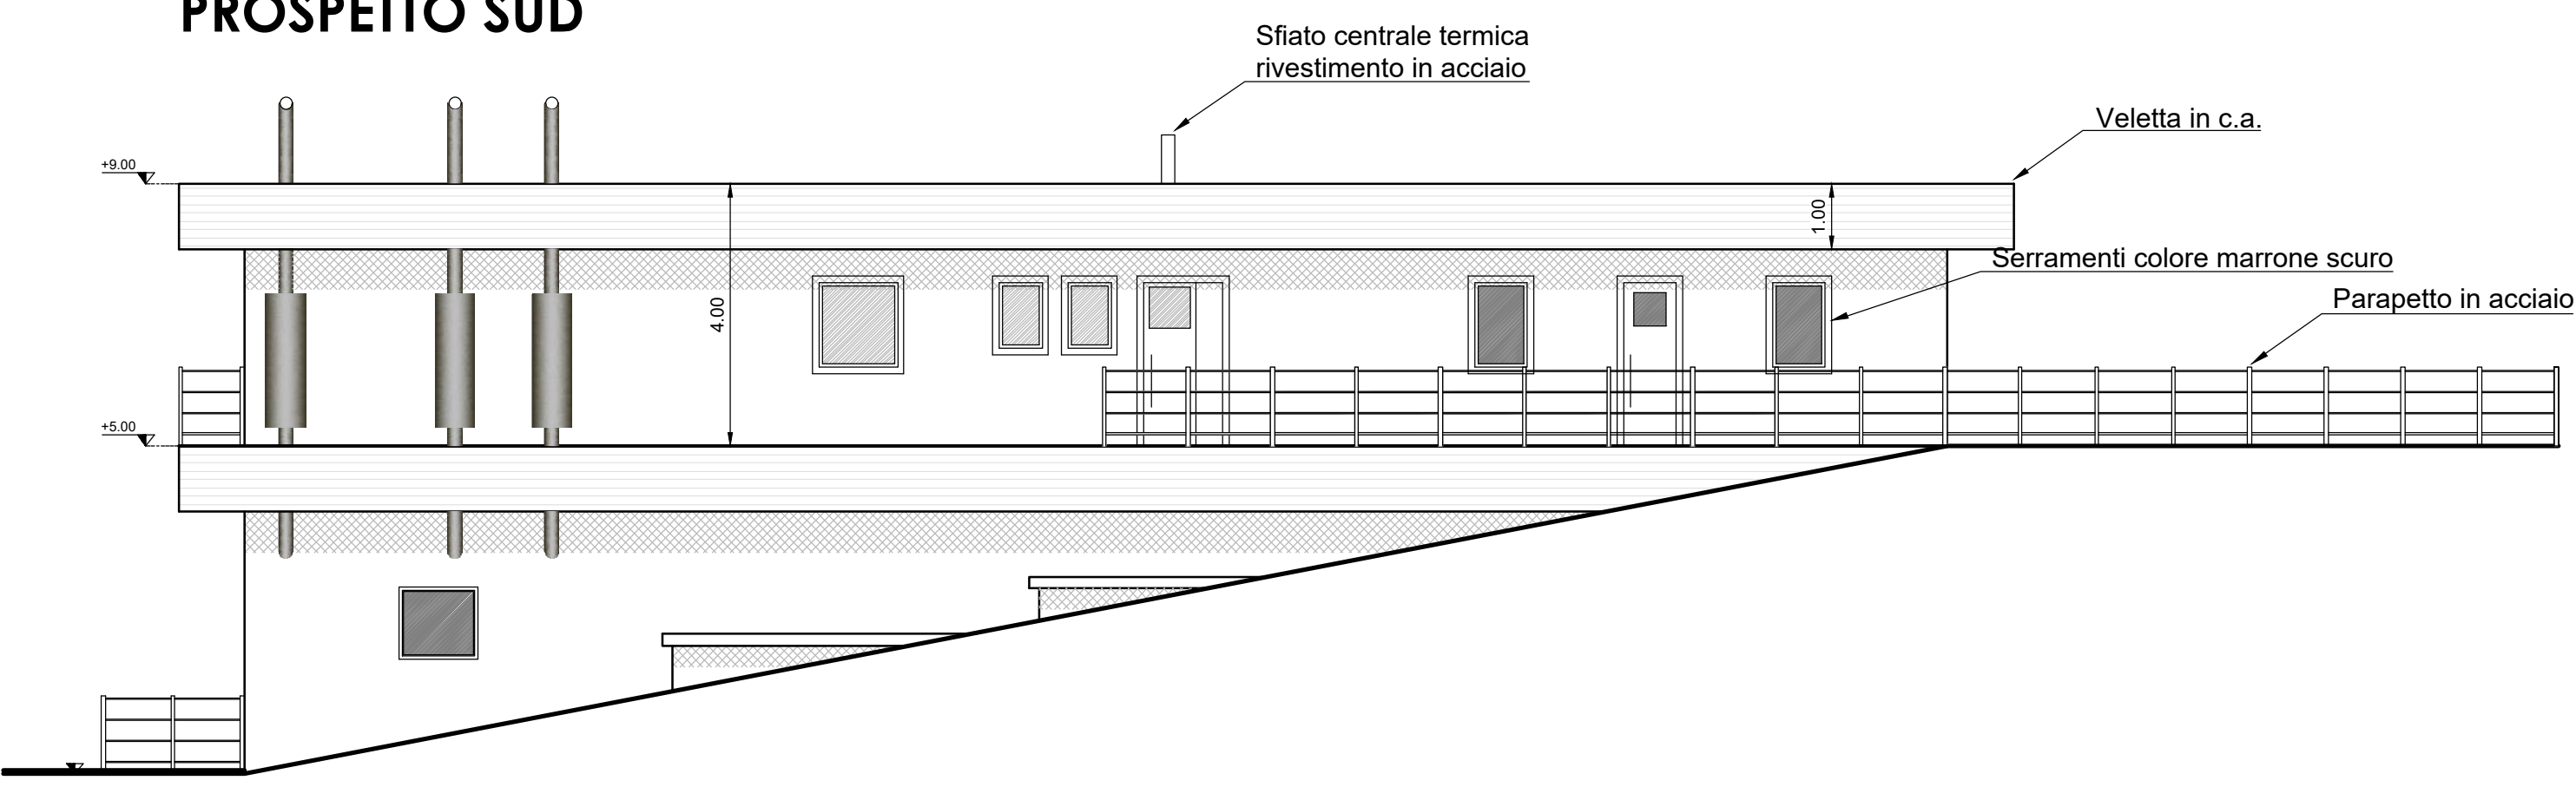 PROSPETTO SUD
Sfiato centrale termica
rivestimento in acciaio
Veletta in c.a.
+9.00
1.00
Serramenti colore marrone scuro
Parapetto in acciaio
4.00
+5.00